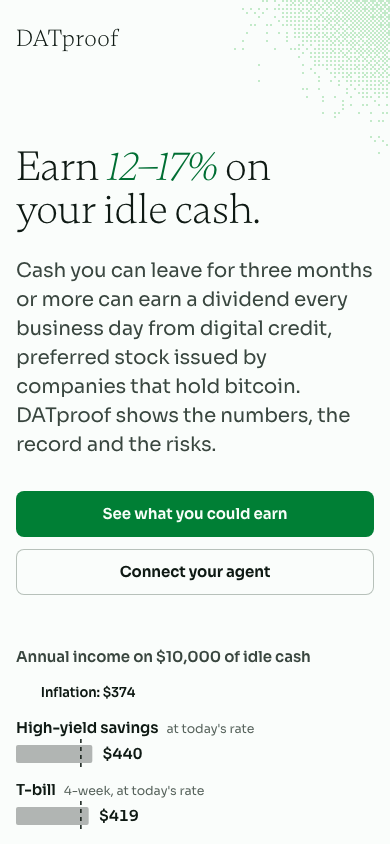 DATproof
Earn 12–17% on
your idle cash.
Cash you can leave for three months
or more can earn a dividend every
business day from digital credit,
preferred stock issued by
companies that hold bitcoin.
DATproof shows the numbers, the
record and the risks.
See what you could earn
Connect your agent
Annual income on $10,000 of idle cash
Inflation: $374
High-yield savings at today's rate
$440
T-bill 4-week, at today's rate
$419